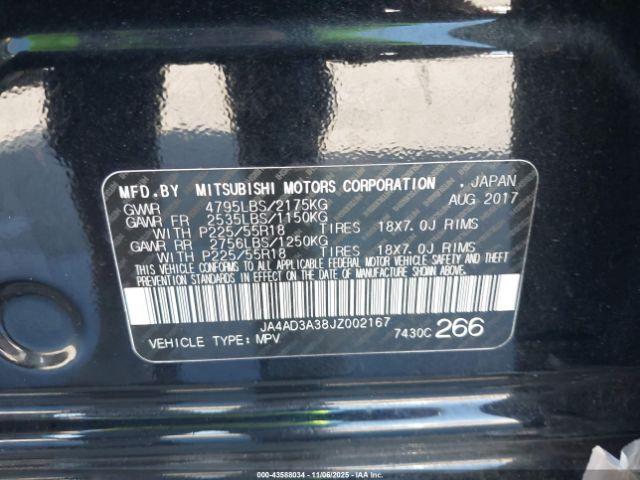 MFD.BY MITSUBISHI MOTORS CORPORATION , JAPAN
AUG 2017
GVWR 4795LBS/2175KG
GAWR FR 2535LBS/1150KG
WITH P225/55R18 TIRES 18X7.0J RIMS
GAWR RR 2756LBS/1250KG
WITH P225/55R18 TIRES 18X7.0J RIMS
THIS VEHICLE CONFORMS TO ALL APPLICABLE FEDERAL MOTOR VEHICLE SAFETY AND THEFT
PREVENTION STANDARDS IN EFFECT ON THE DATE OF MANUFACTURE SHOWN ABOVE.
JA4AD3A38JZ002167
VEHICLE TYPE: MPV 7430C 266
000-43588034 - 11/06/2025 - IAA Inc.